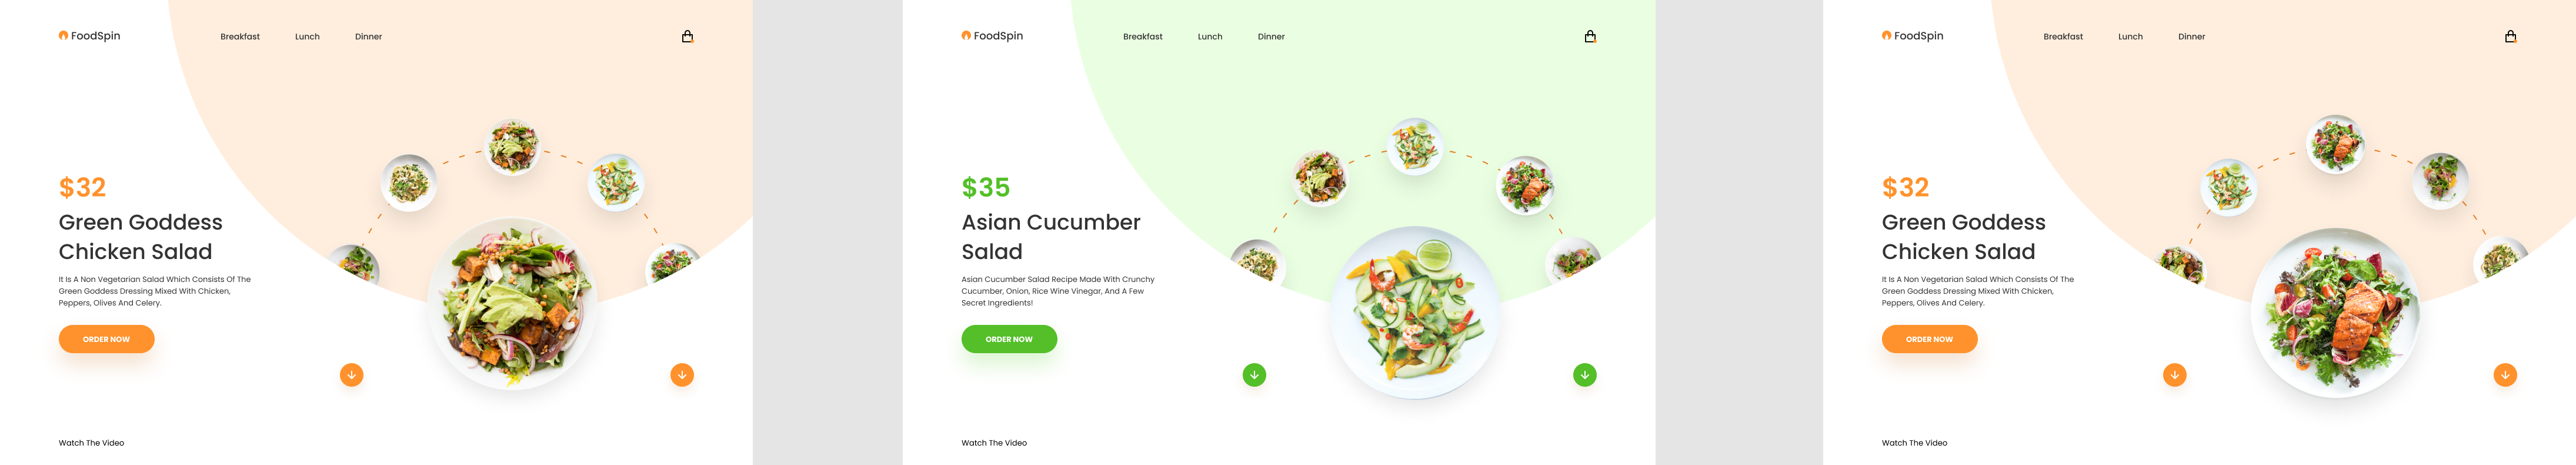 FoodSpin
Breakfast
Lunch
Dinner
$32
Green Goddess
Chicken Salad
It Is A Non Vegetarian Salad Which Consists Of The
Green Goddess Dressing Mixed With Chicken,
Peppers, Olives And Celery.
ORDER NOW
Watch The Video
FoodSpin
Breakfast
Lunch
Dinner
$35
Asian Cucumber
Salad
Asian Cucumber Salad Recipe Made With Crunchy
Cucumber, Onion, Rice Wine Vinegar, And A Few
Secret Ingredients!
ORDER NOW
Watch The Video
FoodSpin
Breakfast
Lunch
Dinner
$32
Green Goddess
Chicken Salad
It Is A Non Vegetarian Salad Which Consists Of The
Green Goddess Dressing Mixed With Chicken,
Peppers, Olives And Celery.
ORDER NOW
Watch The Video